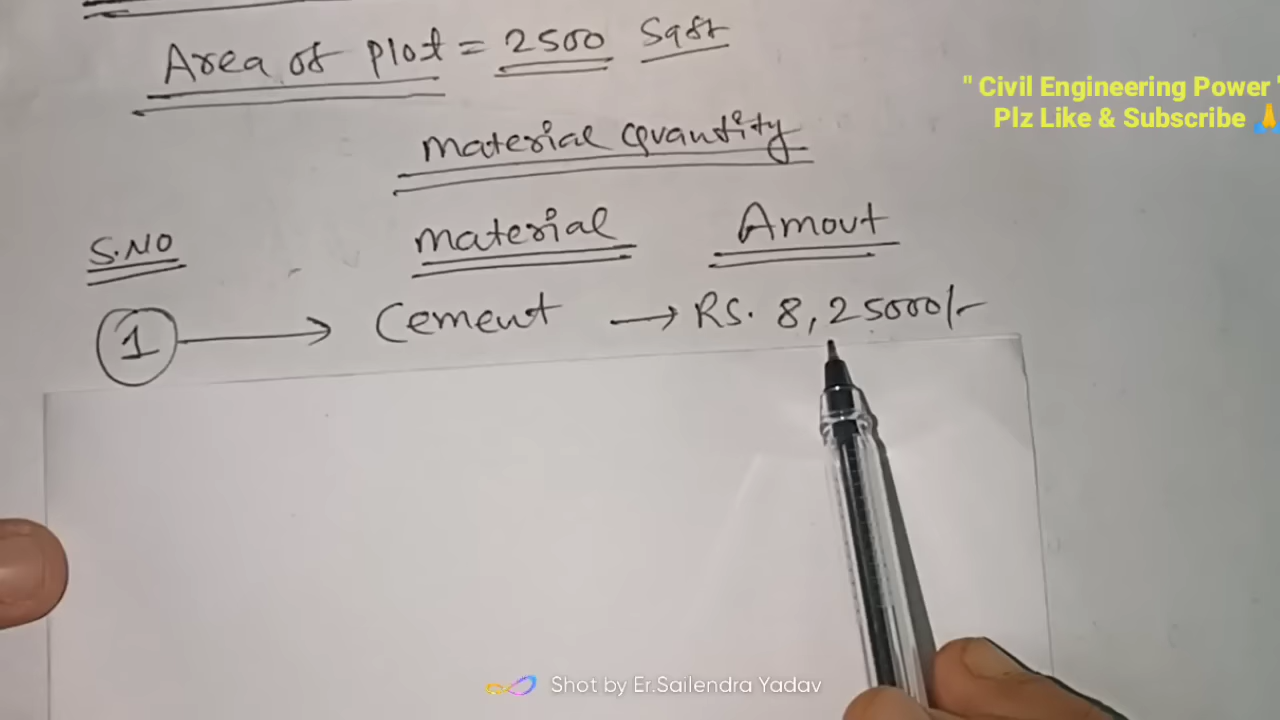 Area of Plot = 2500 Sqft
" Civil Engineering Power "
Plz Like & Subscribe 🙏
Material Quantity
S.NO Material Amout
1 → Cement → RS. 8,25000/-
Shot by Er.Sailendra Yadav